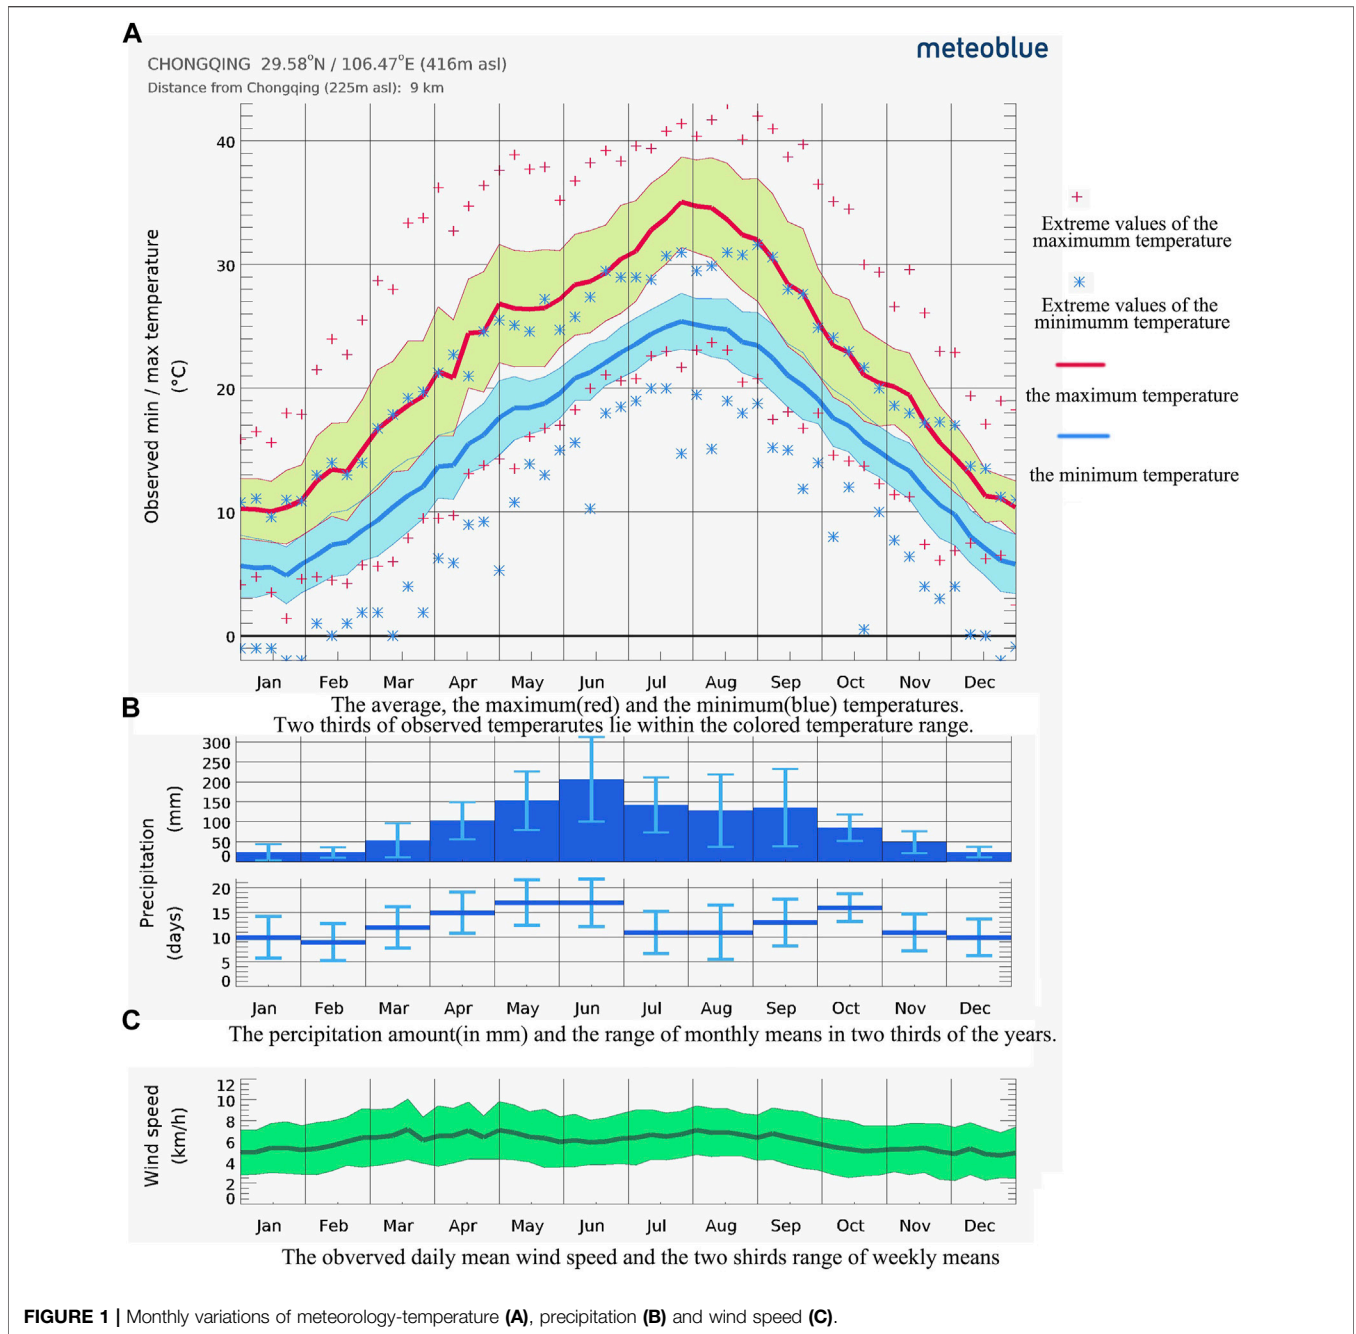 A
meteoblue
CHONGQING 29.58°N / 106.47°E (416m asl)
Distance from Chongqing (225m asl): 9 km
Observed min / max temperature
(°C)
40
30
20
10
0
Jan Feb Mar Apr May Jun Jul Aug Sep Oct Nov Dec
Extreme values of the
maximumm temperature
Extreme values of the
minimumm temperature
the maximum temperature
the minimum temperature
The average, the maximum(red) and the minimum(blue) temperatures.
Two thirds of observed temperarutes lie within the colored temperature range.
B
Precipitation
(mm)
300
250
200
150
100
50
0
(days)
20
15
10
5
0
Jan Feb Mar Apr May Jun Jul Aug Sep Oct Nov Dec
The percipitation amount(in mm) and the range of monthly means in two thirds of the years.
C
Wind speed
(km/h)
12
10
8
6
4
2
0
Jan Feb Mar Apr May Jun Jul Aug Sep Oct Nov Dec
The obverved daily mean wind speed and the two shirds range of weekly means
FIGURE 1 | Monthly variations of meteorology-temperature (A), precipitation (B) and wind speed (C).